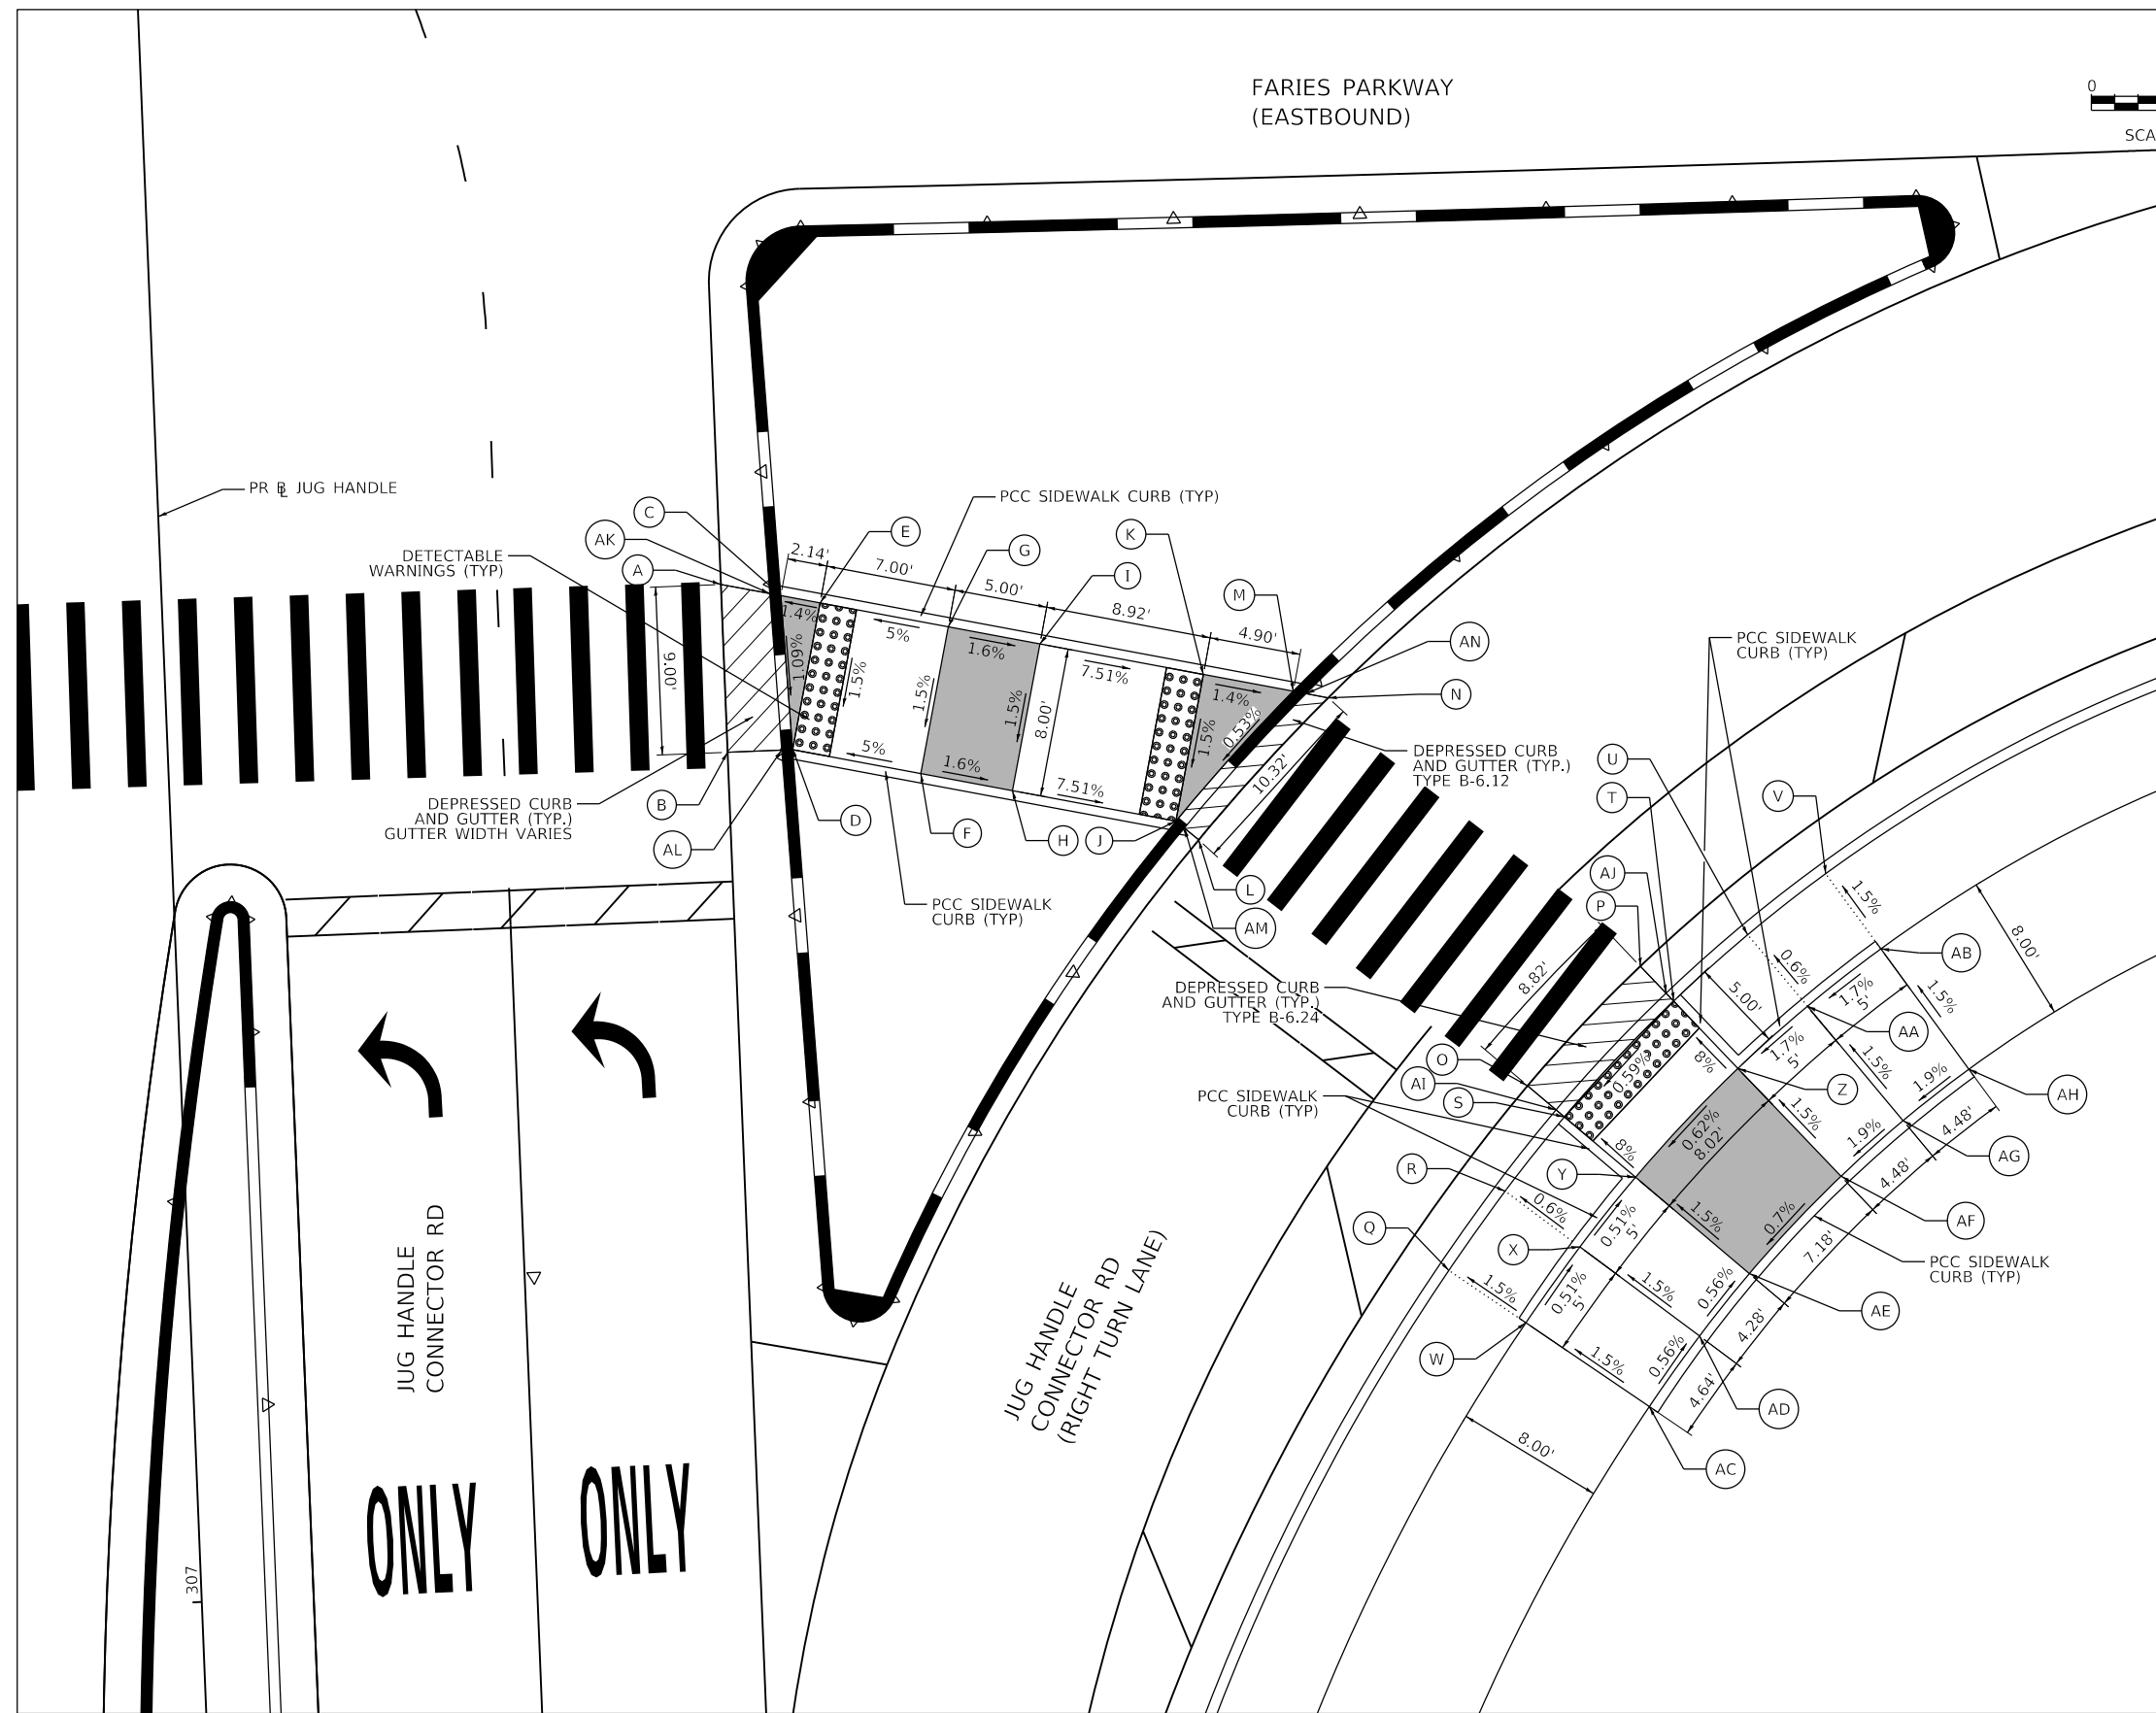 FARIES PARKWAY
(EASTBOUND)
0
SCA
PR BL JUG HANDLE
PCC SIDEWALK CURB (TYP)
C
AK
A
E
G
I
K
M
DETECTABLE
WARNINGS (TYP)
2.14'
7.00'
5.00'
8.92'
4.90'
AN
N
1.4%
5%
1.6%
7.51%
1.4%
1.09%
1.5%
1.5%
1.5%
8.00'
1.5%
0.53%
9.00'
5%
1.6%
7.51%
10.32'
PCC SIDEWALK
CURB (TYP)
DEPRESSED CURB
AND GUTTER (TYP.)
TYPE B-6.12
DEPRESSED CURB
AND GUTTER (TYP.)
GUTTER WIDTH VARIES
B
AL
D
F
H
J
L
AM
PCC SIDEWALK
CURB (TYP)
U
T
V
AJ
P
1.5%
AB
8.00'
0.6%
5.00'
1.7%
5'
1.5%
8.82'
DEPRESSED CURB
AND GUTTER (TYP.)
TYPE B-6.24
AA
1.7%
5'
1.5%
1.9%
O
AI
S
0.59%
8%
Z
AH
PCC SIDEWALK
CURB (TYP)
0.62%
8.02'
1.5%
1.9%
4.48'
8%
AG
R
Y
4.48'
Q
0.6%
0.51%
5'
1.5%
0.7%
AF
X
7.18'
PCC SIDEWALK
CURB (TYP)
1.5%
0.51%
5'
1.5%
0.56%
AE
4.28'
W
1.5%
0.56%
4.64'
AD
8.00'
AC
JUG HANDLE
CONNECTOR RD
JUG HANDLE
CONNECTOR RD
(RIGHT TURN LANE)
ONLY
ONLY
307